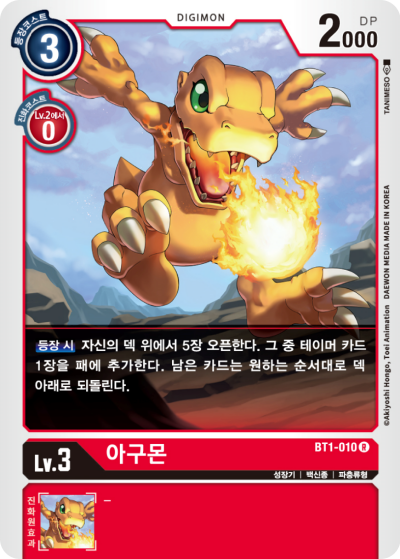 등장코스트
3
DIGIMON
DP
2000
진화코스트
Lv.2에서
0
TANIMESO
©Akiyoshi Hongo, Toei Animation DAEWON MEDIA MADE IN KOREA
등장 시 자신의 덱 위에서 5장 오픈한다. 그 중 테이머 카드
1장을 패에 추가한다. 남은 카드는 원하는 순서대로 덱
아래로 되돌린다.
BT1-010 R
Lv.3
아구몬
성장기 | 백신종 | 파충류형
진화원효과
–